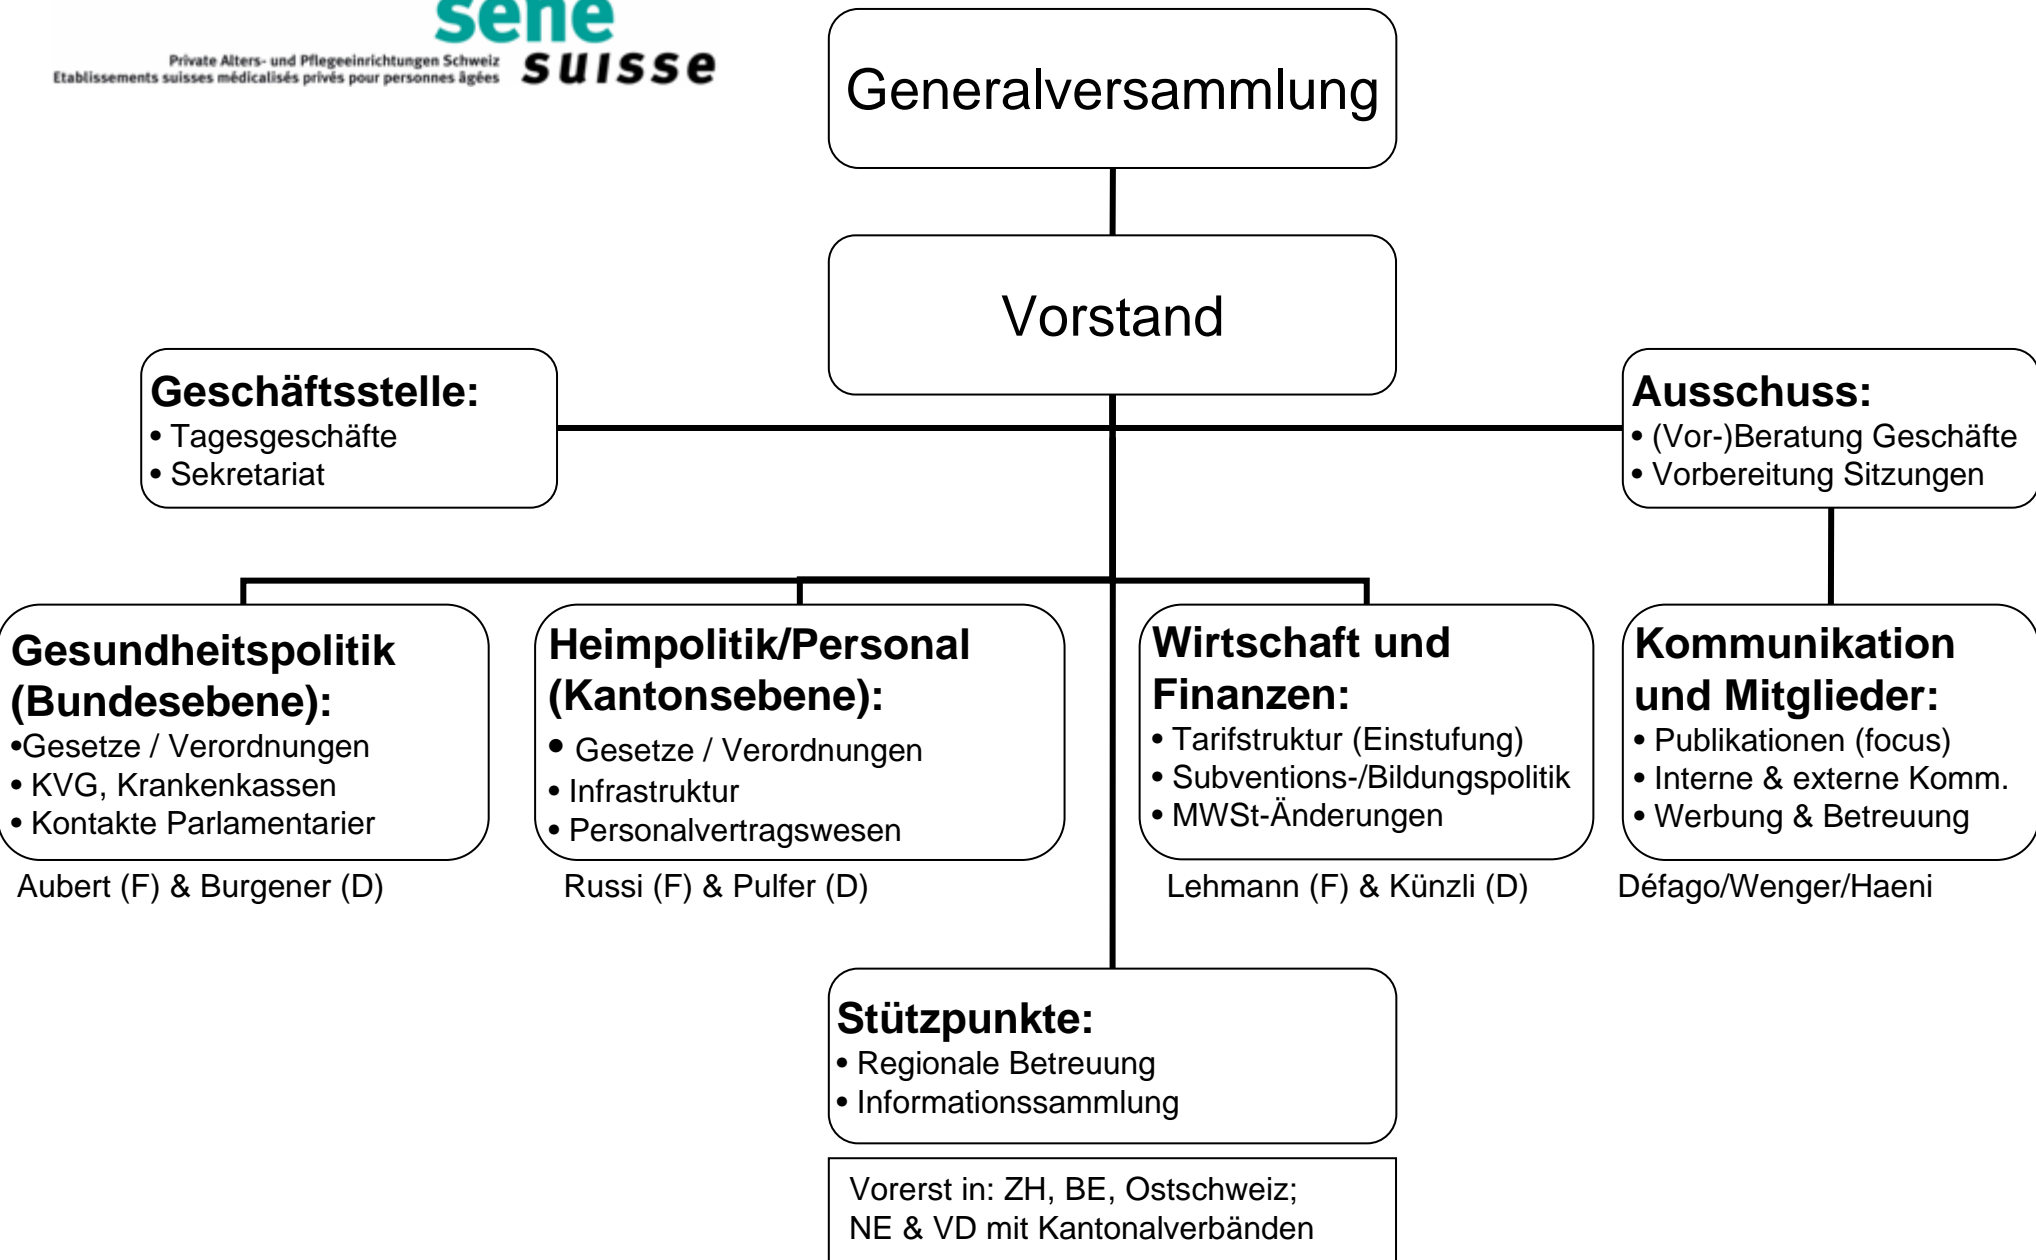 sene
Private Alters- und Pflegeeinrichtungen Schweiz
Etablissements suisses médicalisés privés pour personnes âgées
suisse
Generalversammlung
Vorstand
Geschäftsstelle:
• Tagesgeschäfte
• Sekretariat
Ausschuss:
• (Vor-)Beratung Geschäfte
• Vorbereitung Sitzungen
Gesundheitspolitik
(Bundesebene):
•Gesetze / Verordnungen
• KVG, Krankenkassen
• Kontakte Parlamentarier
Aubert (F) & Burgener (D)
Heimpolitik/Personal
(Kantonsebene):
• Gesetze / Verordnungen
• Infrastruktur
• Personalvertragswesen
Russi (F) & Pulfer (D)
Wirtschaft und
Finanzen:
• Tarifstruktur (Einstufung)
• Subventions-/Bildungspolitik
• MWSt-Änderungen
Lehmann (F) & Künzli (D)
Kommunikation
und Mitglieder:
• Publikationen (focus)
• Interne & externe Komm.
• Werbung & Betreuung
Défago/Wenger/Haeni
Stützpunkte:
• Regionale Betreuung
• Informationssammlung
Vorerst in: ZH, BE, Ostschweiz;
NE & VD mit Kantonalverbänden